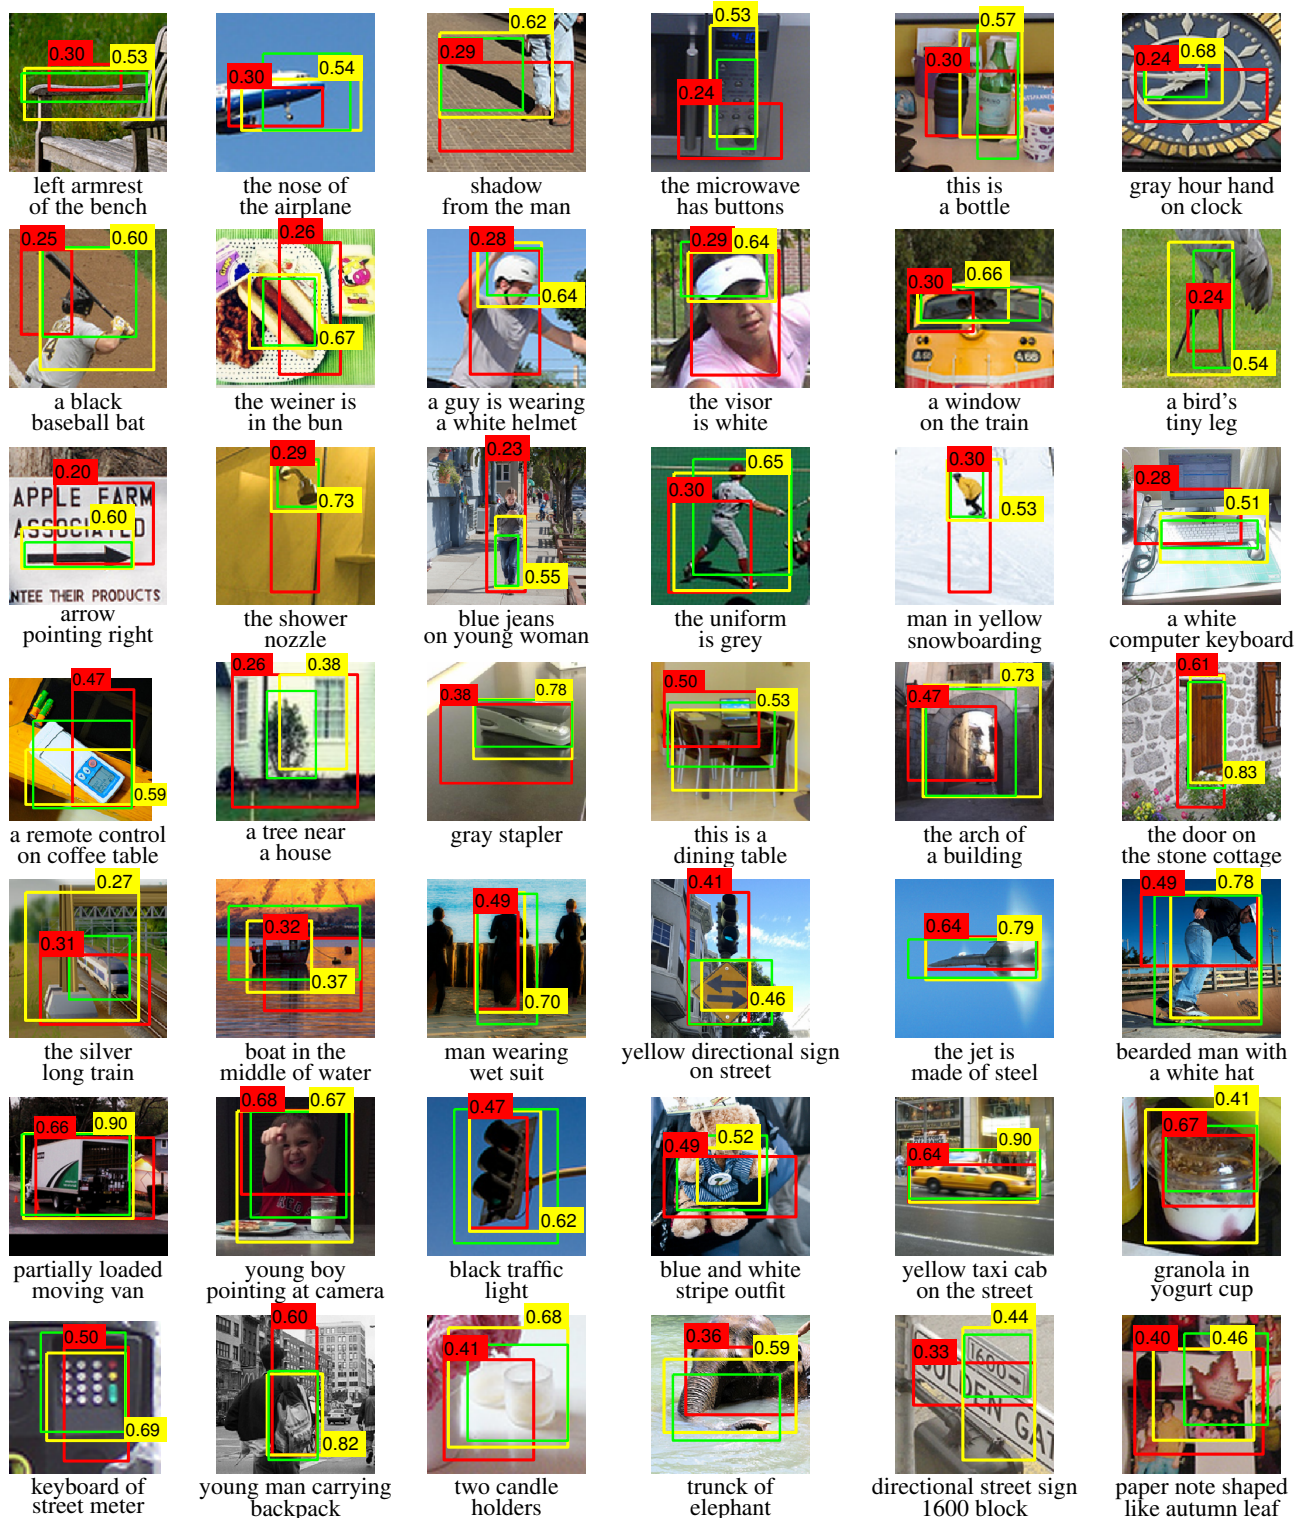 0.30 0.53
left armrest
of the bench
0.30 0.54
the nose of
the airplane
0.62
0.29
shadow
from the man
0.53
0.24
the microwave
has buttons
0.57
0.30
this is
a bottle
0.24 0.68
gray hour hand
on clock
0.25 0.60
4
a black
baseball bat
0.26
0.67
the weiner is
in the bun
0.28
0.64
a guy is wearing
a white helmet
0.29 0.64
the visor
is white
0.30 0.66
A 66
a window
on the train
0.24
0.54
a bird's
tiny leg
0.20
APPLE FARM
0.60
ASSOCIATED
NTEE THEIR PRODUCTS
arrow
pointing right
0.29
0.73
the shower
nozzle
0.23
0.55
blue jeans
on young woman
0.65
0.30
the uniform
is grey
0.30
0.53
man in yellow
snowboarding
0.28
0.51
a white
computer keyboard
0.47
0.59
a remote control
on coffee table
0.26 0.38
a tree near
a house
0.38 0.78
gray stapler
0.50
0.53
this is a
dining table
0.73
0.47
the arch of
a building
0.61
0.83
the door on
the stone cottage
0.27
0.31
the silver
long train
0.32
0.37
boat in the
middle of water
0.49
0.70
man wearing
wet suit
0.41
0.46
yellow directional sign
on street
0.64 0.79
the jet is
made of steel
0.49 0.78
bearded man with
a white hat
0.66 0.90
partially loaded
moving van
0.68 0.67
young boy
pointing at camera
0.47
0.62
black traffic
light
0.52
0.49
blue and white
stripe outfit
0.90
0.64
yellow taxi cab
on the street
0.41
0.67
granola in
yogurt cup
0.50
0.69
keyboard of
street meter
0.60
0.82
young man carrying
backpack
0.68
0.41
two candle
holders
0.36 0.59
trunck of
elephant
0.44
0.33
1600
LDEN GAT
directional street sign
1600 block
0.40 0.46
paper note shaped
like autumn leaf